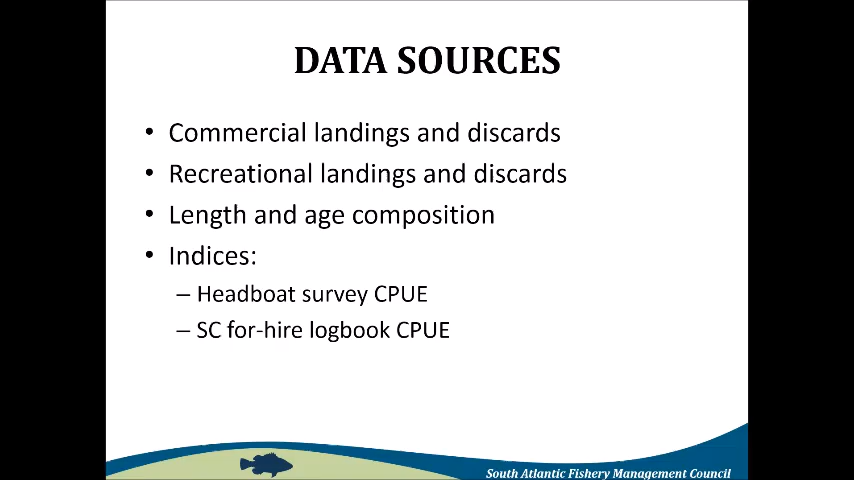 DATA SOURCES
• Commercial landings and discards
• Recreational landings and discards
• Length and age composition
• Indices:
– Headboat survey CPUE
– SC for-hire logbook CPUE
South Atlantic Fishery Management Council